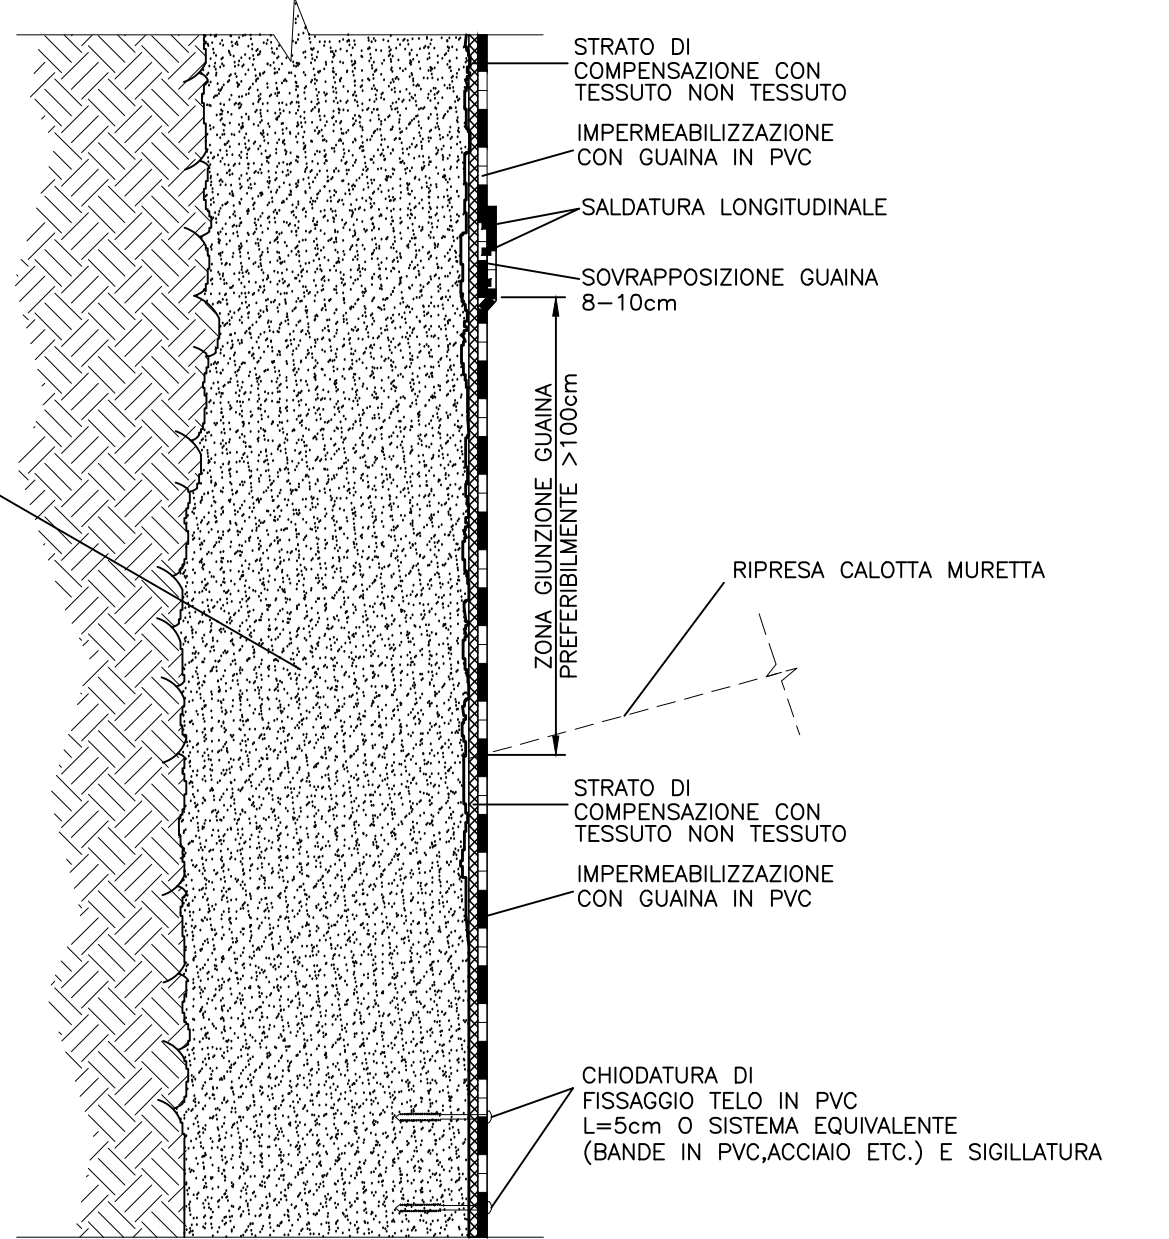 STRATO DI
COMPENSAZIONE CON
TESSUTO NON TESSUTO
IMPERMEABILIZZAZIONE
CON GUAINA IN PVC
SALDATURA LONGITUDINALE
SOVRAPPOSIZIONE GUAINA
8-10cm
ZONA GIUNZIONE GUAINA
PREFERIBILMENTE >100cm
RIPRESA CALOTTA MURETTA
STRATO DI
COMPENSAZIONE CON
TESSUTO NON TESSUTO
IMPERMEABILIZZAZIONE
CON GUAINA IN PVC
CHIODATURA DI
FISSAGGIO TELO IN PVC
L=5cm O SISTEMA EQUIVALENTE
(BANDE IN PVC,ACCIAIO ETC.) E SIGILLATURA